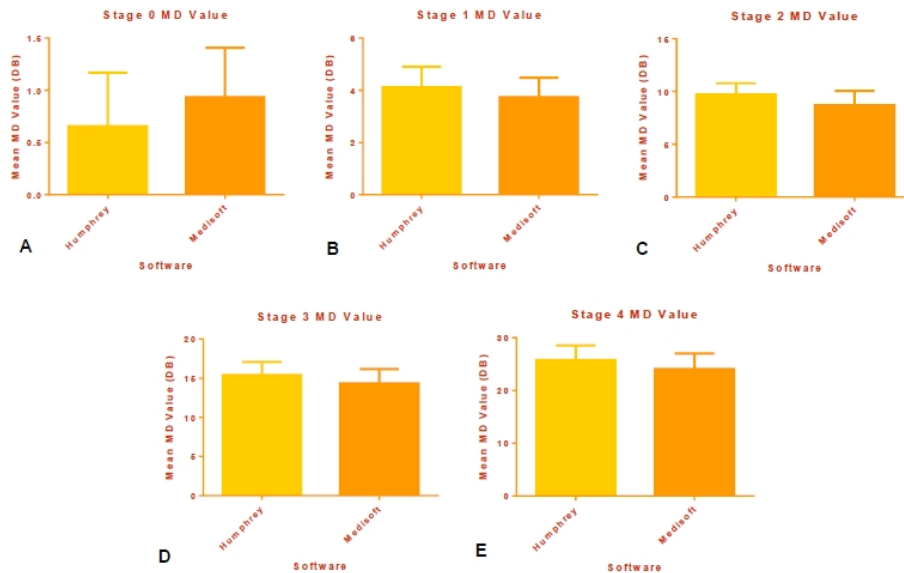 Stage 0 MD Value
Mean MD Value (DB)
1.5
1.0
0.5
0.0
Humphrey
Medisoft
A
Software
Stage 1 MD Value
Mean MD Value (DB)
6
4
2
0
Humphrey
Medisoft
B
Software
Stage 2 MD Value
Mean MD Value (DB)
15
10
5
0
Humphrey
Medisoft
C
Software
Stage 3 MD Value
Mean MD Value (DB)
20
15
10
5
0
Humphrey
Medisoft
D
Software
Stage 4 MD Value
Mean MD Value (DB)
30
20
10
0
Humphrey
Medisoft
E
Software